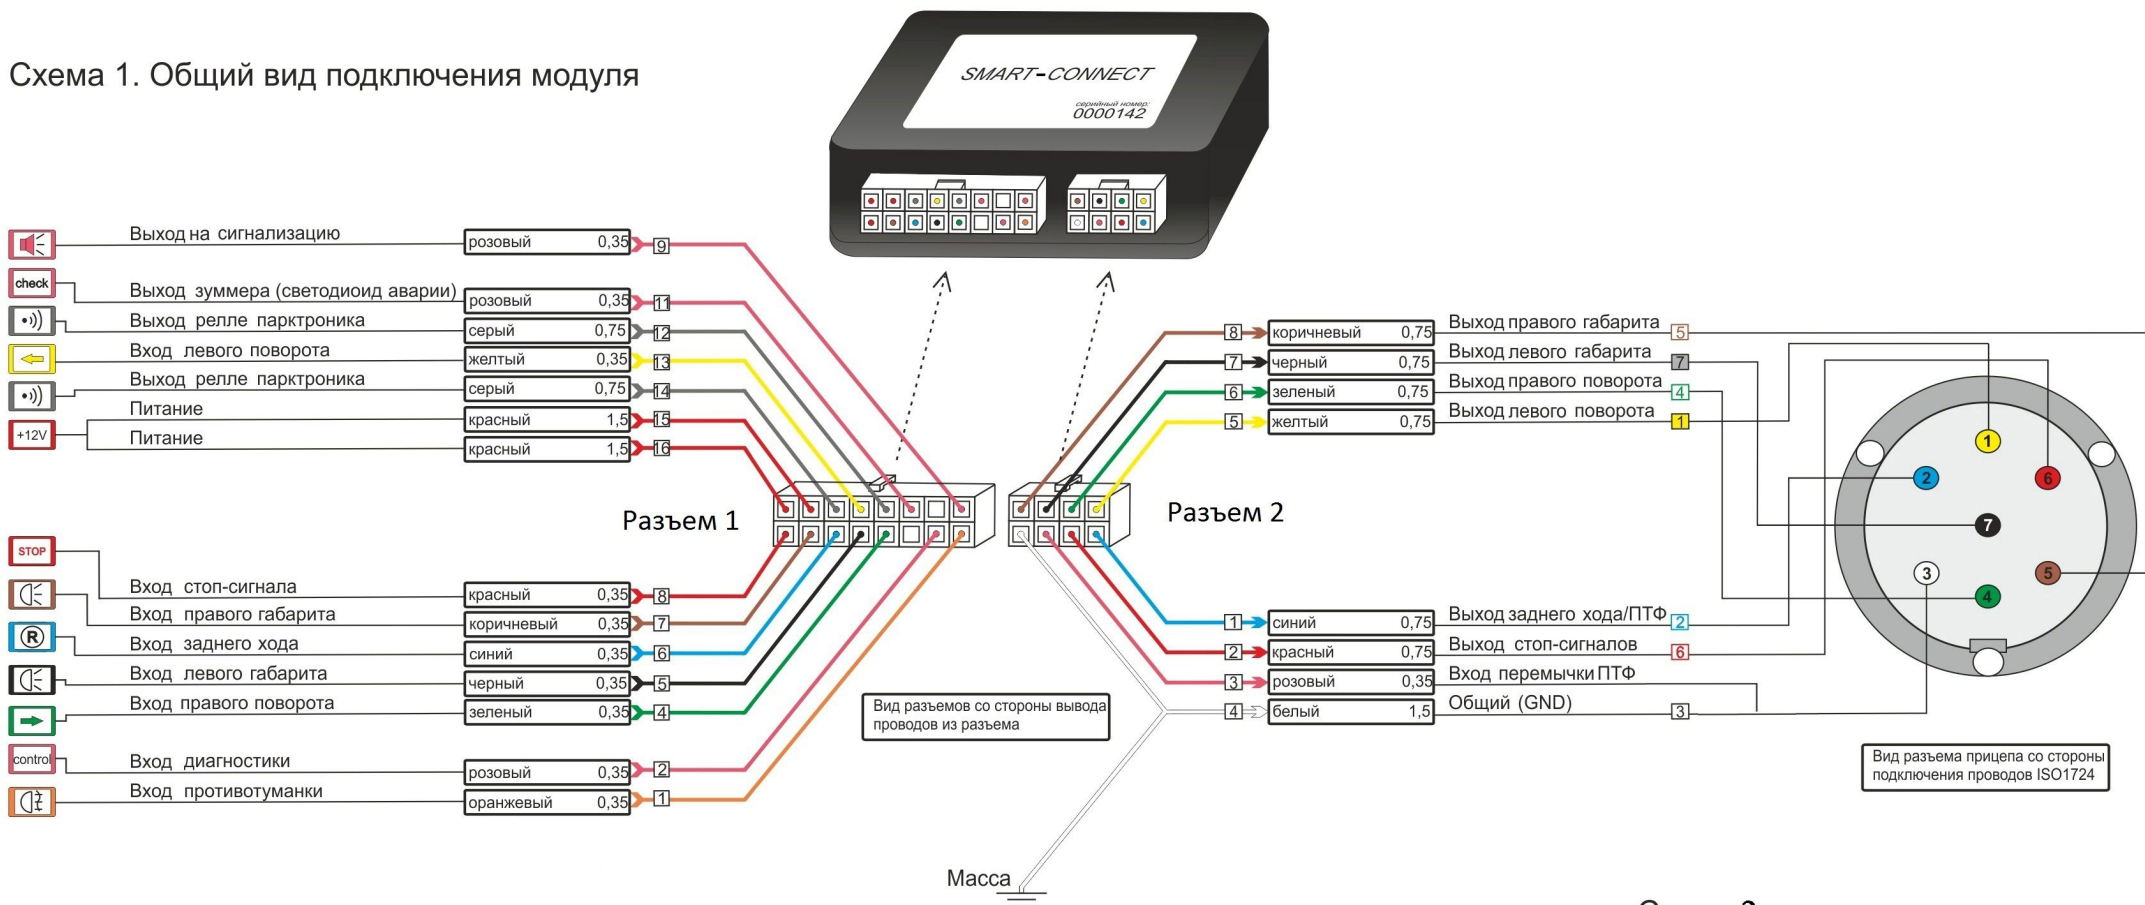 Схема 1. Общий вид подключения модуля
SMART-CONNECT
серийный номер:
0000142
Выход на сигнализацию
розовый 0,35 9
check
Выход зуммера (светодиоид аварии)
розовый 0,35 11
Выход релле парктроника
серый 0,75 12
Вход левого поворота
желтый 0,35 13
Выход релле парктроника
серый 0,75 14
+12V
Питание
красный 1,5 15
Питание
красный 1,5 16
Разъем 1
STOP
Вход стоп-сигнала
красный 0,35 8
Вход правого габарита
коричневый 0,35 7
R
Вход заднего хода
синий 0,35 6
Вход левого габарита
черный 0,35 5
Вход правого поворота
зеленый 0,35 4
control
Вход диагностики
розовый 0,35 2
Вход противотуманки
оранжевый 0,35 1
Вид разъемов со стороны вывода
проводов из разъема
Масса
Разъем 2
8 коричневый 0,75 Выход правого габарита 5
7 черный 0,75 Выход левого габарита 7
6 зеленый 0,75 Выход правого поворота 4
5 желтый 0,75 Выход левого поворота 1
1 синий 0,75 Выход заднего хода/ПТФ 2
2 красный 0,75 Выход стоп-сигналов 6
3 розовый 0,35 Вход перемычки ПТФ
4 белый 1,5 Общий (GND) 3
1
2
6
7
3
5
4
Вид разъема прицепа со стороны
подключения проводов ISO1724